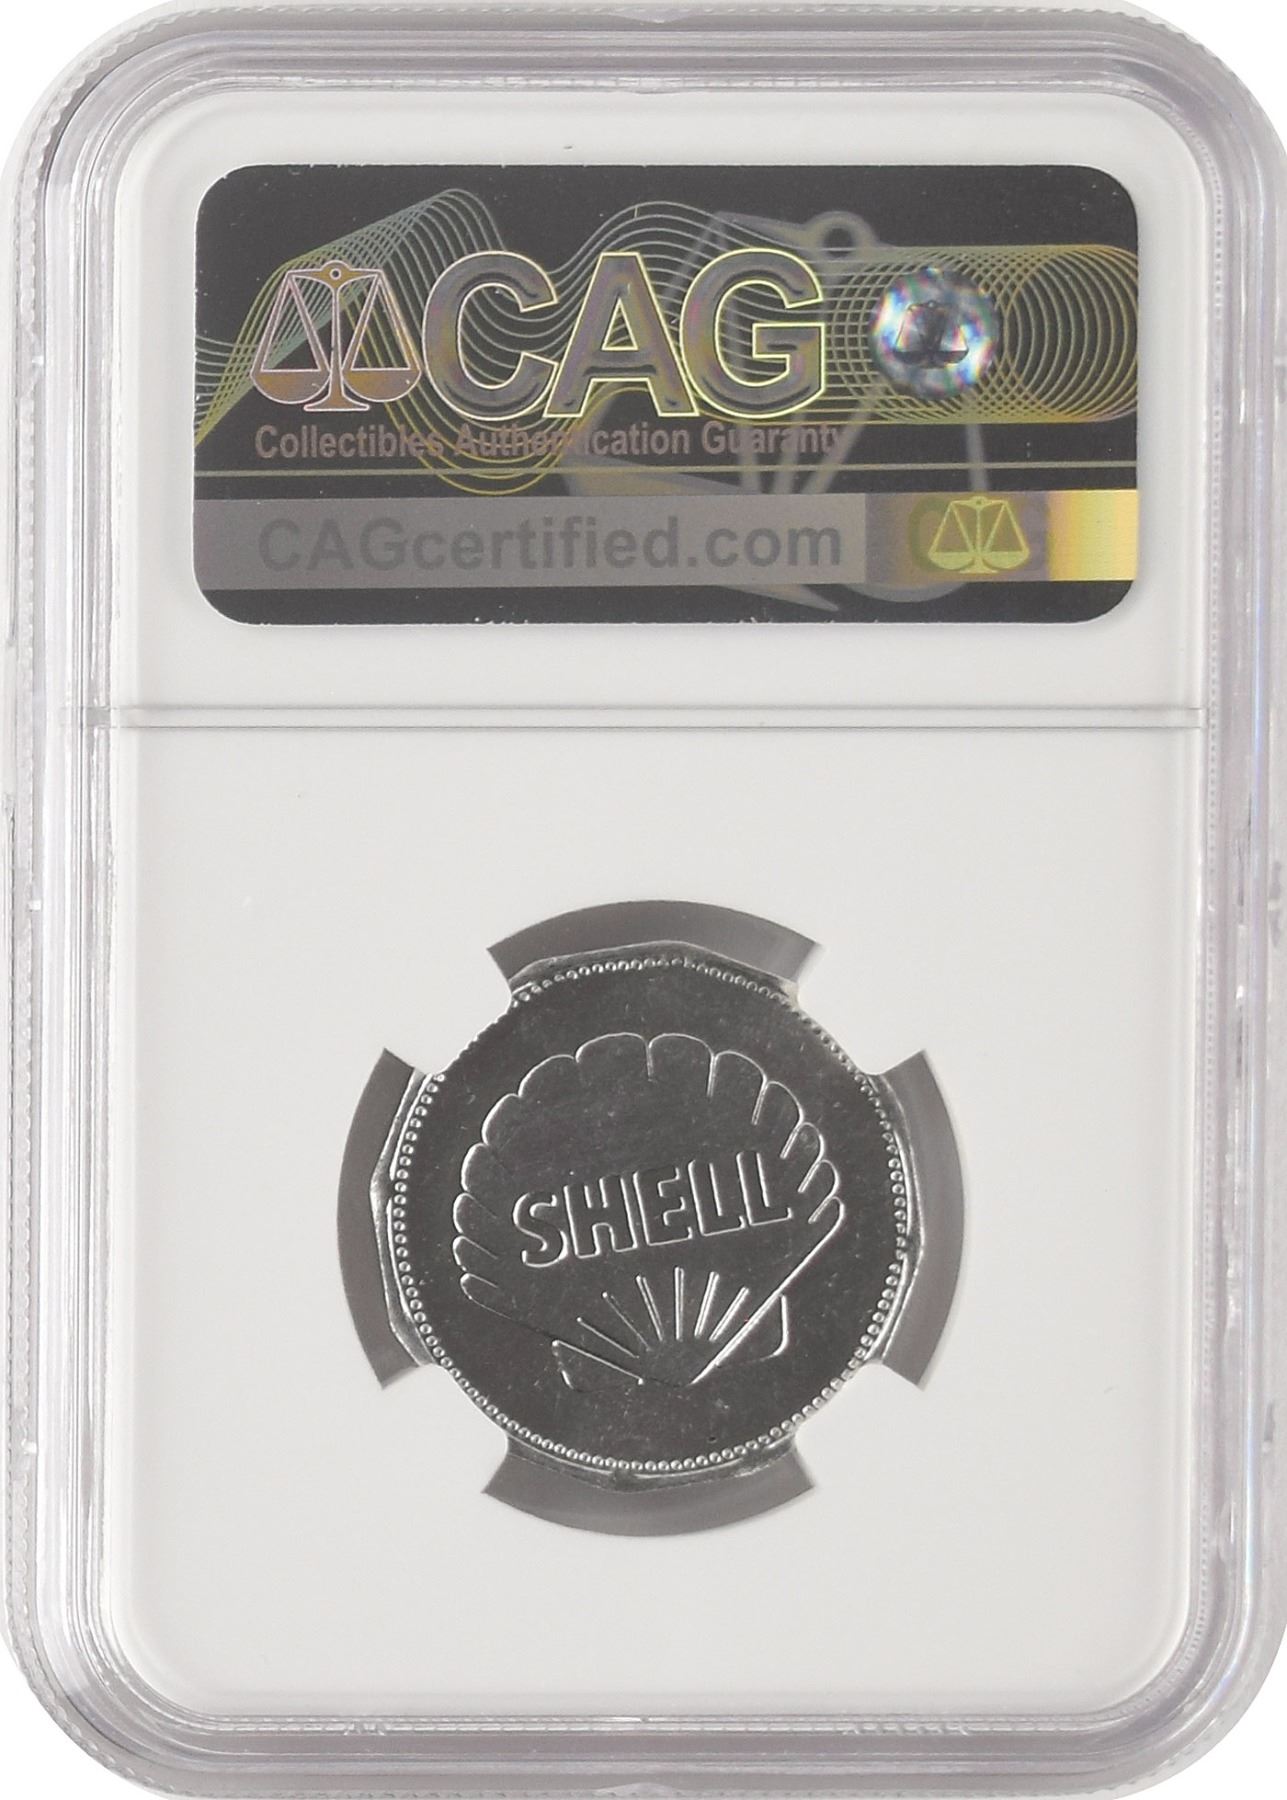 CAG
Collectibles Authentication Guaranty
CAGcertified.com
SHELL